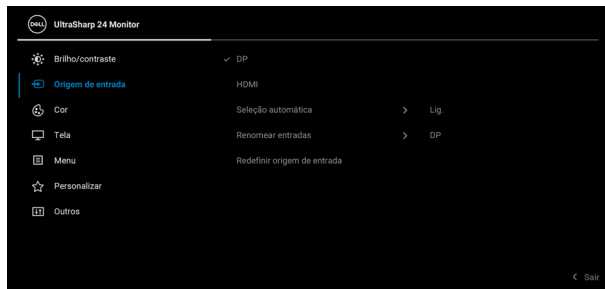 DELL UltraSharp 24 Monitor
Brilho/contraste DP
Origem de entrada HDMI
Cor Seleção automática Lig.
Tela Renomear entradas DP
Menu Redefinir origem de entrada
Personalizar
Outros
Sair